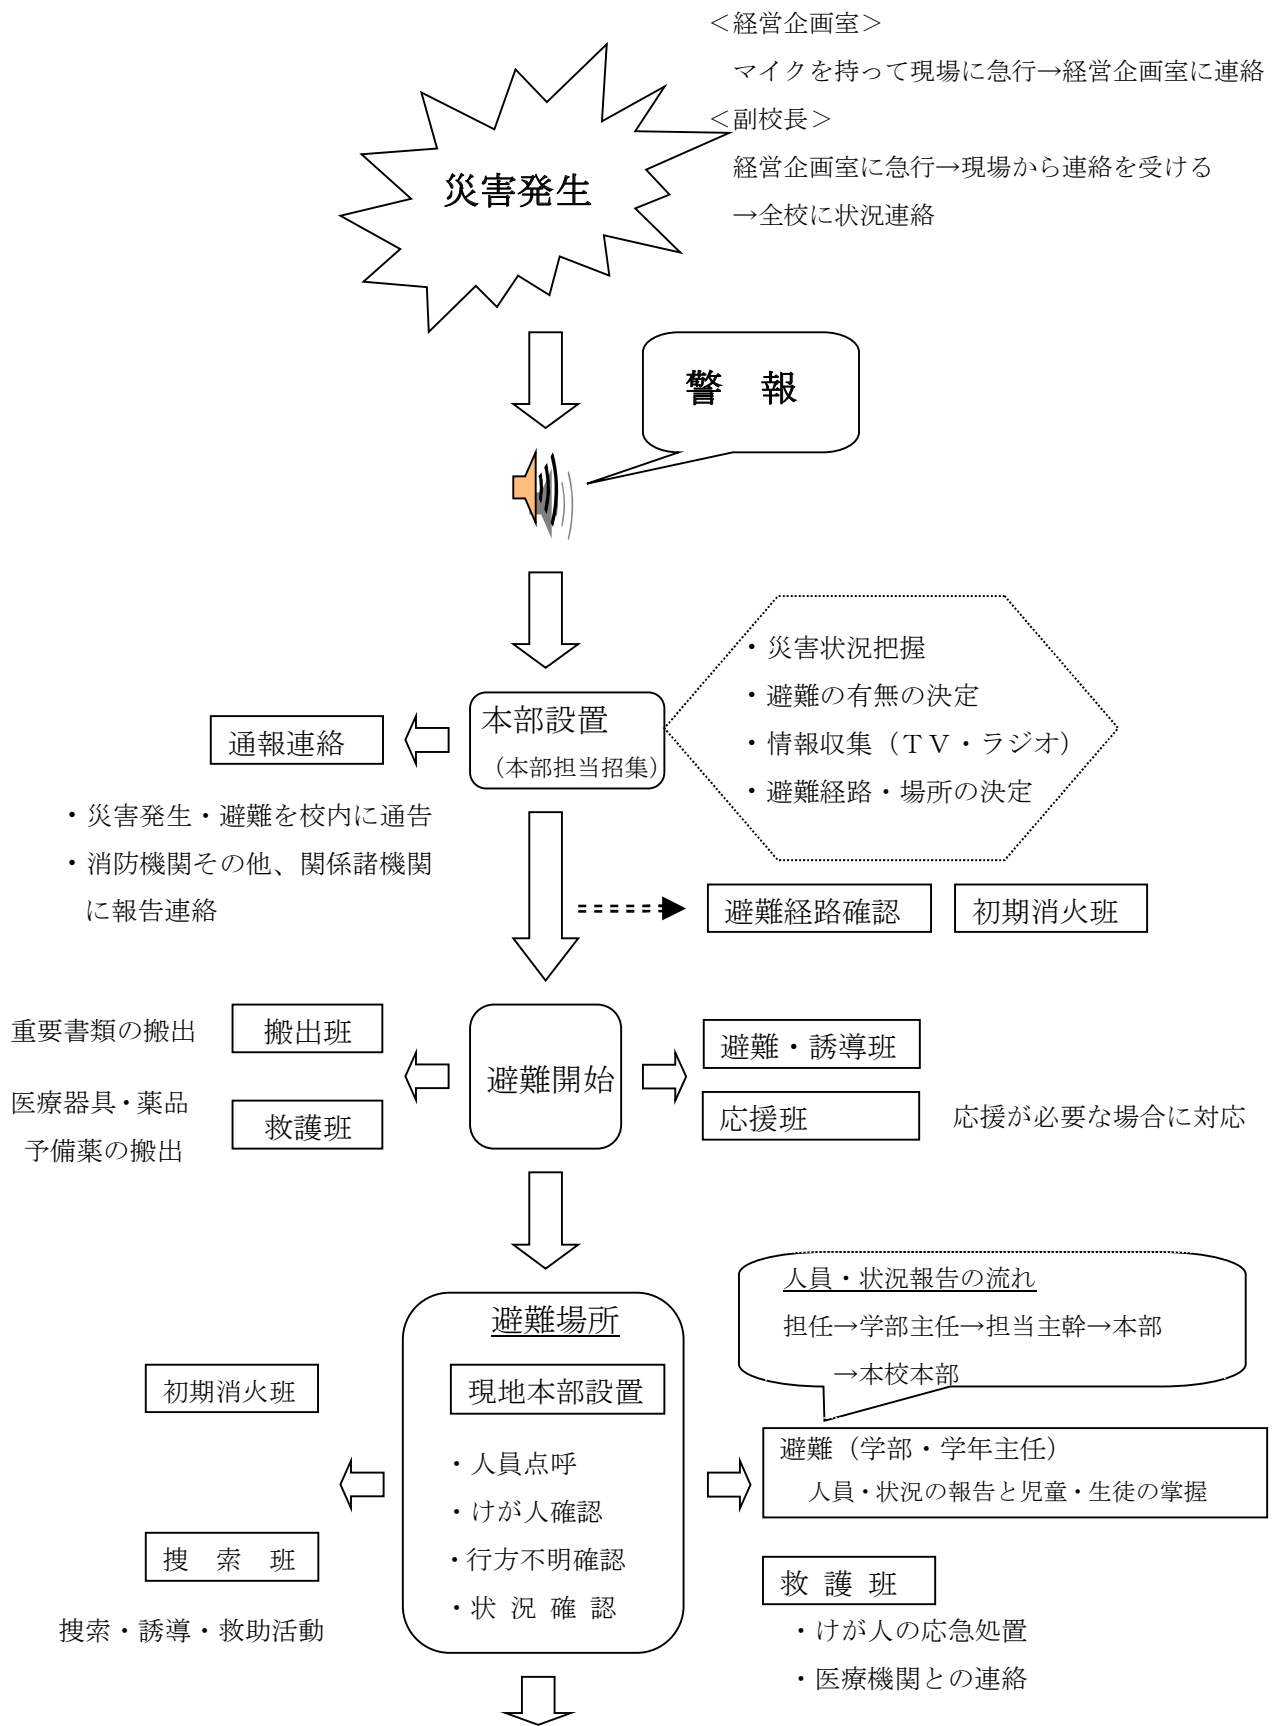 ＜経営企画室＞
マイクを持って現場に急行→経営企画室に連絡
＜副校長＞
経営企画室に急行→現場から連絡を受ける
→全校に状況連絡
災害発生
警　報
・災害状況把握
・避難の有無の決定
・情報収集（ＴＶ・ラジオ）
・避難経路・場所の決定
本部設置
（本部担当招集）
通報連絡
・災害発生・避難を校内に通告
・消防機関その他、関係諸機関
に報告連絡
避難経路確認
初期消火班
重要書類の搬出
搬出班
医療器具・薬品
予備薬の搬出
救護班
避難開始
避難・誘導班
応援班
応援が必要な場合に対応
人員・状況報告の流れ
担任→学部主任→担当主幹→本部
→本校本部
避難場所
現地本部設置
・人員点呼
・けが人確認
・行方不明確認
・状 況 確 認
初期消火班
捜　索　班
捜索・誘導・救助活動
避難（学部・学年主任）
人員・状況の報告と児童・生徒の掌握
救 護 班
・けが人の応急処置
・医療機関との連絡